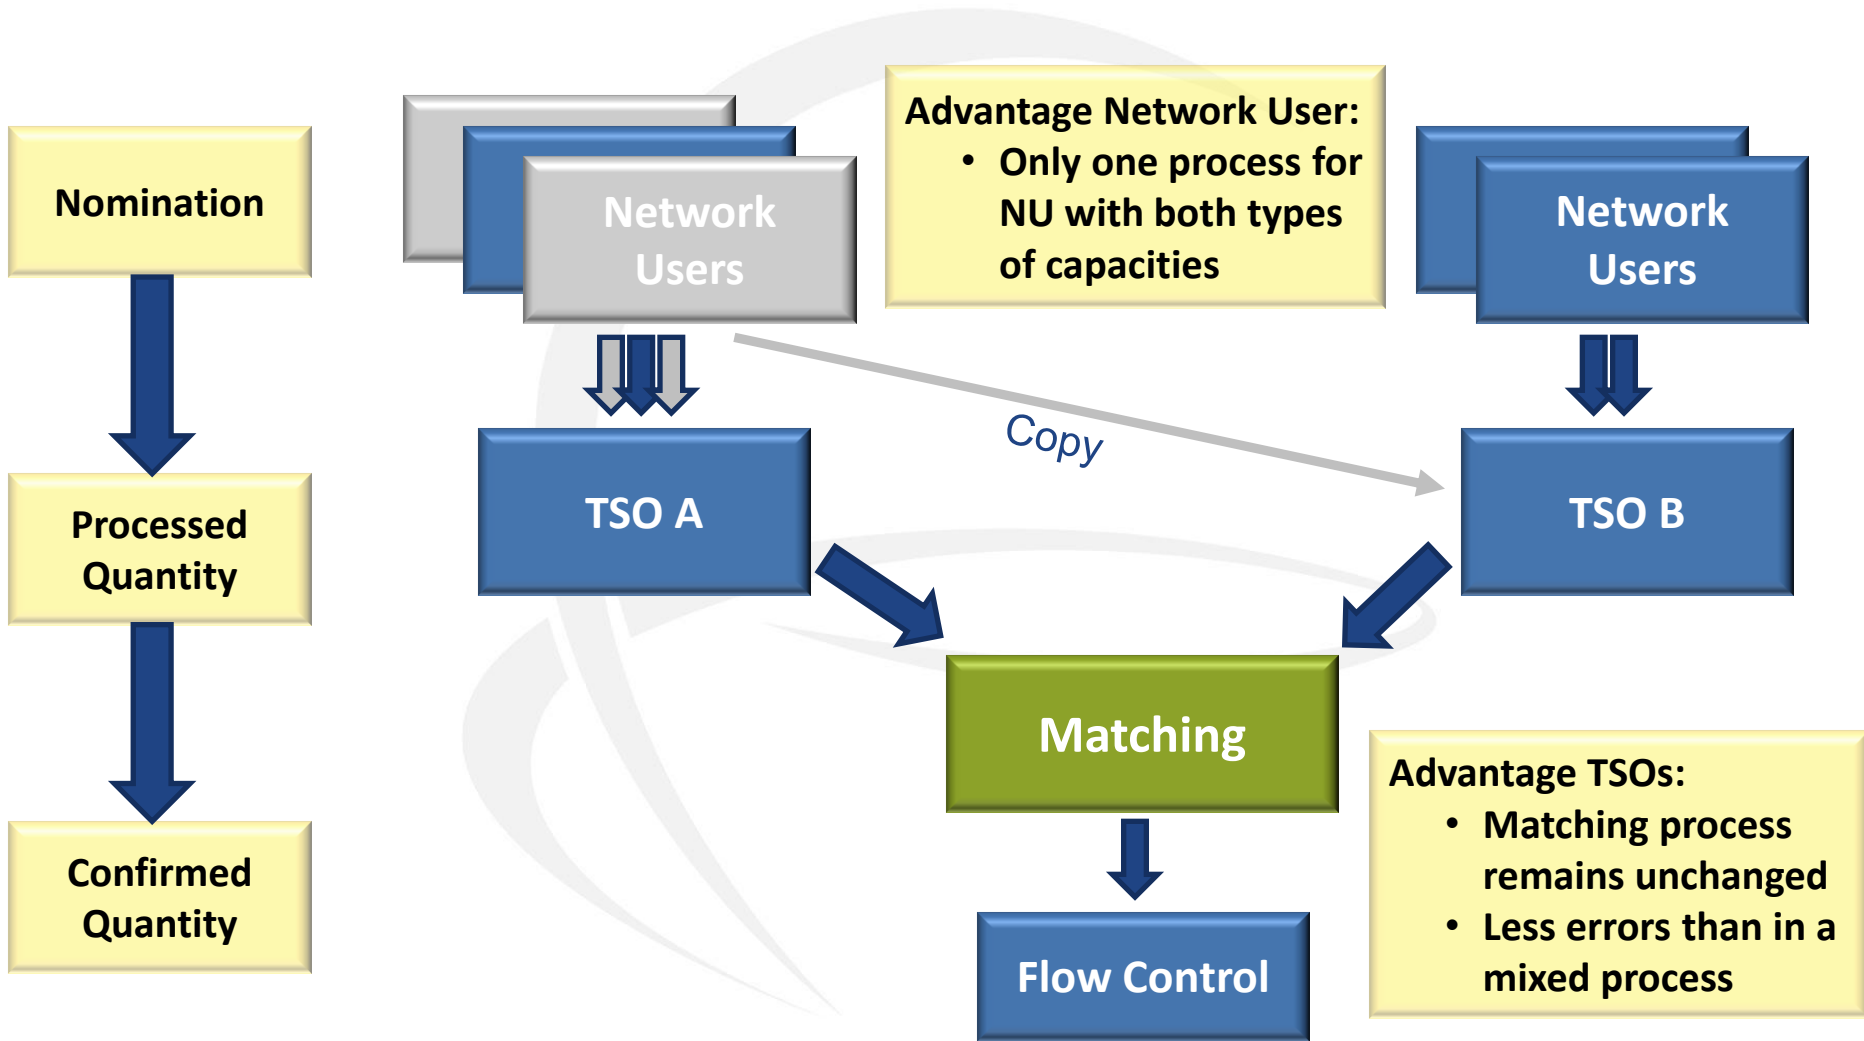 Nomination
Processed
Quantity
Confirmed
Quantity
Network
Users
Advantage Network User:
• Only one process for
NU with both types
of capacities
Network
Users
Copy
TSO A
TSO B
Matching
Flow Control
Advantage TSOs:
• Matching process
remains unchanged
• Less errors than in a
mixed process